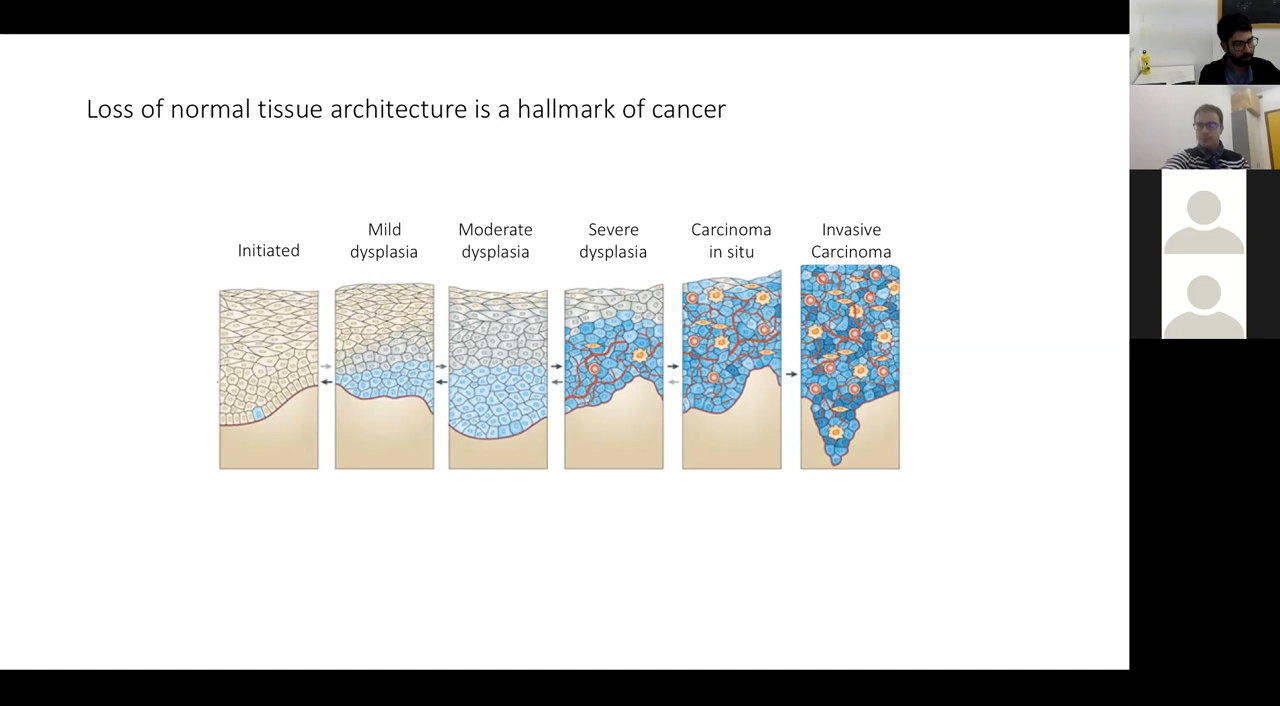 Loss of normal tissue architecture is a hallmark of cancer
Initiated
Mild
dysplasia
Moderate
dysplasia
Severe
dysplasia
Carcinoma
in situ
Invasive
Carcinoma